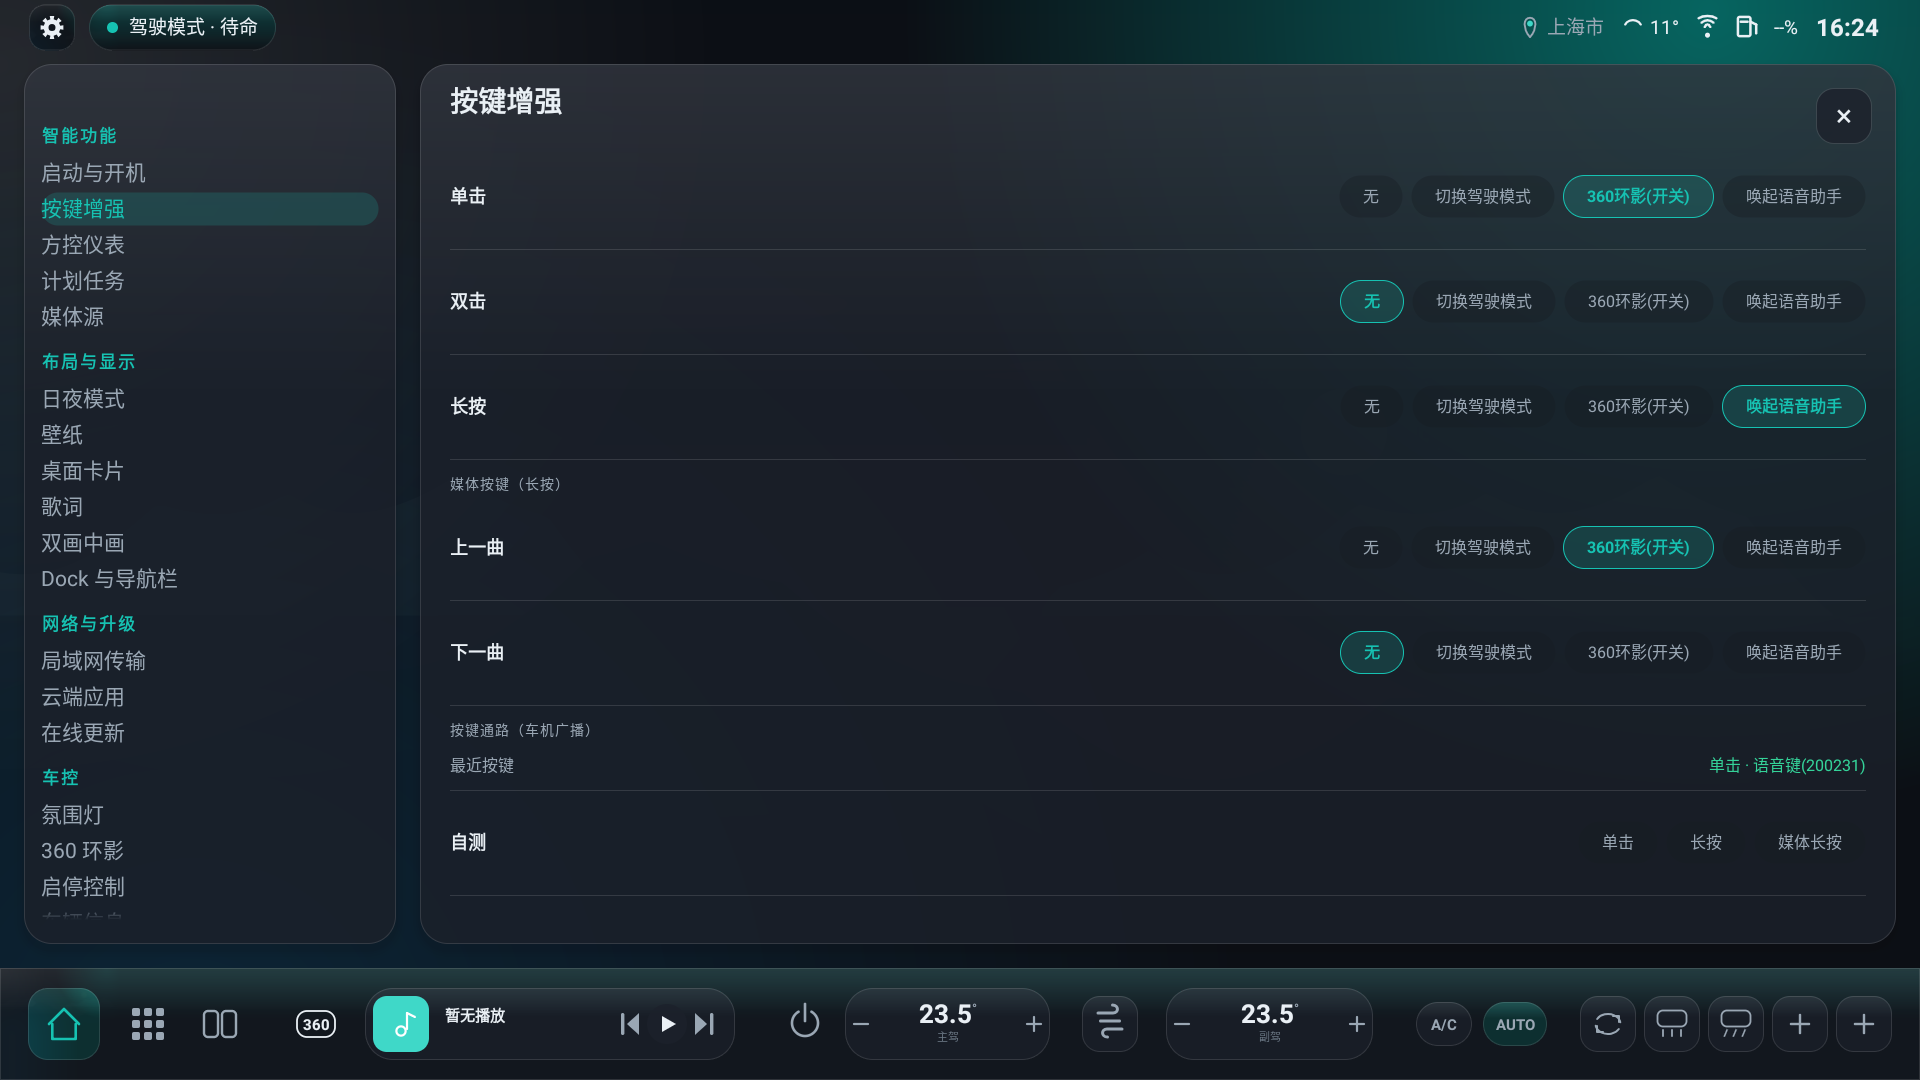 驾驶模式 · 待命
上海市
11°
--%
16:24
智能功能
启动与开机
按键增强
方控仪表
计划任务
媒体源
布局与显示
日夜模式
壁纸
桌面卡片
歌词
双画中画
Dock 与导航栏
网络与升级
局域网传输
云端应用
在线更新
车控
氛围灯
360 环影
启停控制
按键增强
单击
无 切换驾驶模式 360环影(开关) 唤起语音助手
双击
无 切换驾驶模式 360环影(开关) 唤起语音助手
长按
无 切换驾驶模式 360环影(开关) 唤起语音助手
媒体按键（长按）
上一曲
无 切换驾驶模式 360环影(开关) 唤起语音助手
下一曲
无 切换驾驶模式 360环影(开关) 唤起语音助手
按键通路（车机广播）
最近按键
单击 · 语音键(200231)
自测
单击 长按 媒体长按
360
暂无播放
23.5°
主驾
23.5°
副驾
A/C
AUTO